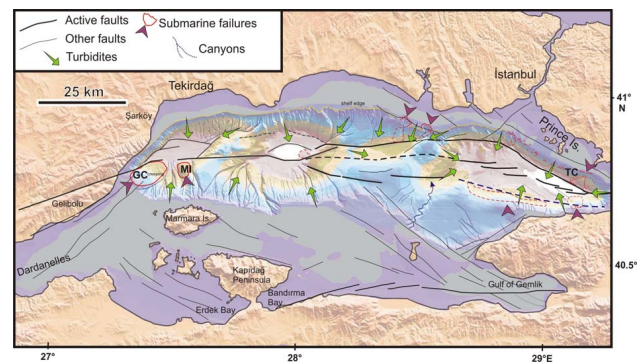 Active faults
Submarine failures
Other faults
Canyons
Turbidites
Tekirdağ
İstanbul
25 km
41°
N
shelf edge
Şarköy
Prince Is.
GC
MI
TC
Gelibolu
Marmara Is.
Dardanelles
Kapıdağ
Peninsula
40.5°
Gulf of Gemlik
Bandırma
Bay
Erdek Bay
27°
28°
29°E